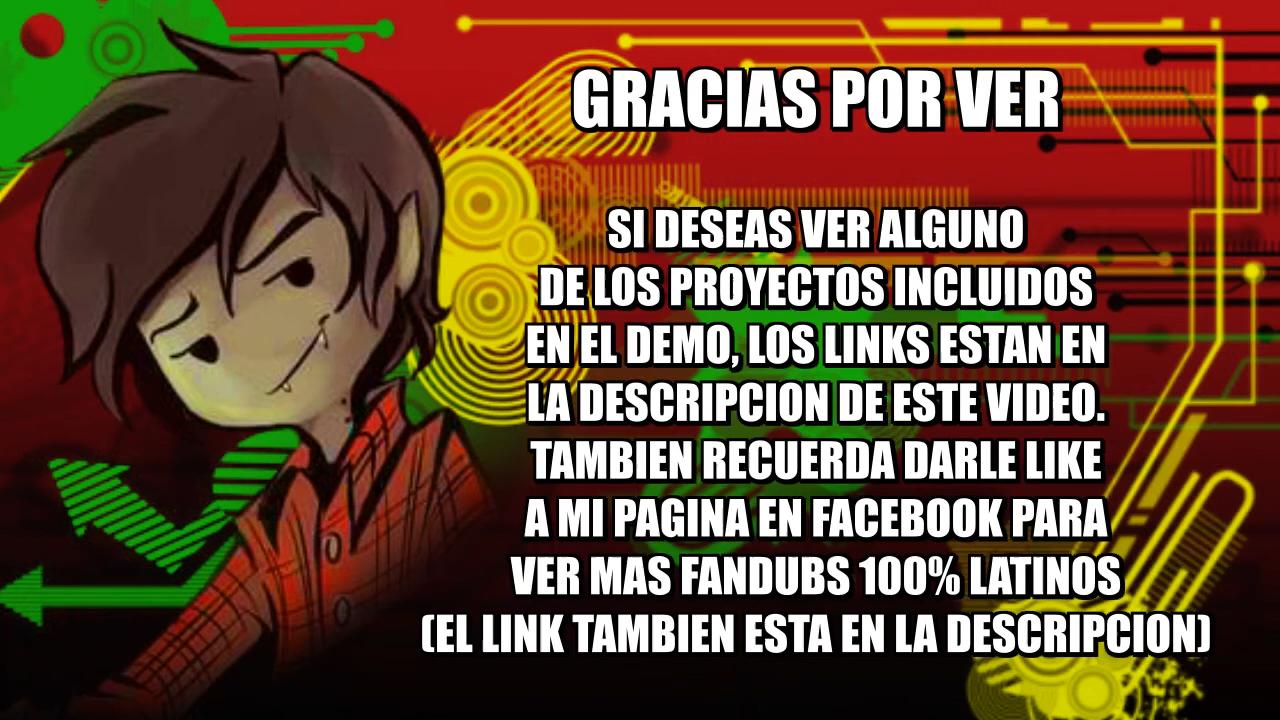 GRACIAS POR VER
SI DESEAS VER ALGUNO
DE LOS PROYECTOS INCLUIDOS
EN EL DEMO, LOS LINKS ESTAN EN
LA DESCRIPCION DE ESTE VIDEO.
TAMBIEN RECUERDA DARLE LIKE
A MI PAGINA EN FACEBOOK PARA
VER MAS FANDUBS 100% LATINOS
(EL LINK TAMBIEN ESTA EN LA DESCRIPCION)